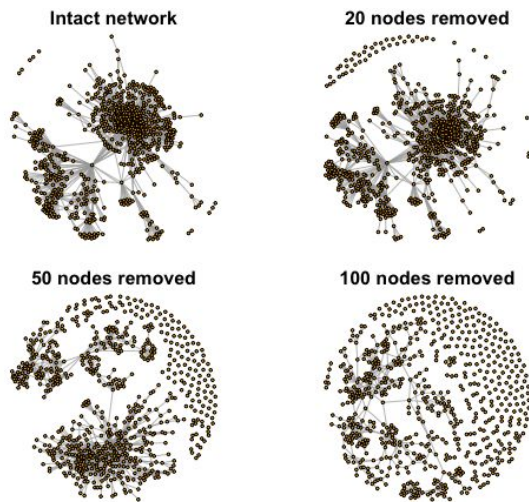 Intact network
20 nodes removed
50 nodes removed
100 nodes removed